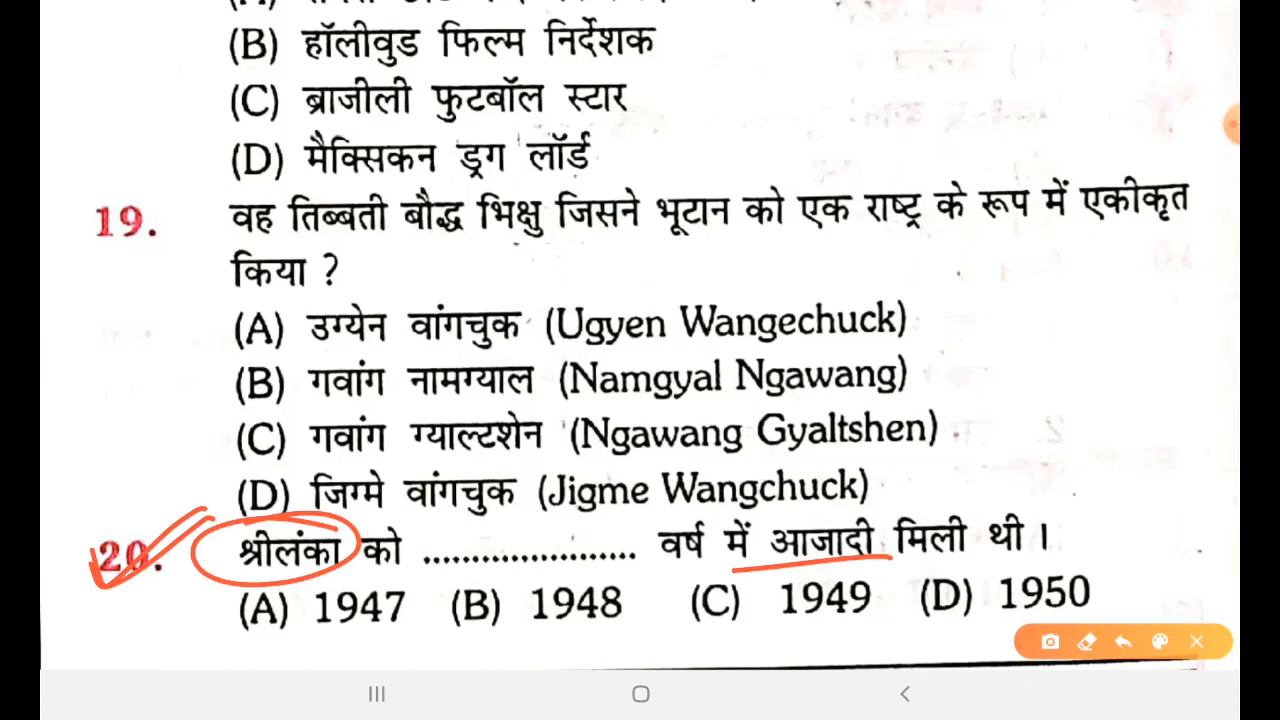 (B) हॉलीवुड फिल्म निर्देशक
(C) ब्राजीली फुटबॉल स्टार
(D) मैक्सिकन ड्रग लॉर्ड
19. वह तिब्बती बौद्ध भिक्षु जिसने भूटान को एक राष्ट्र के रूप में एकीकृत
किया ?
(A) उग्येन वांगचुक (Ugyen Wangechuck)
(B) गवांग नामग्याल (Namgyal Ngawang)
(C) गवांग ग्याल्टशेन (Ngawang Gyaltshen)
(D) जिग्मे वांगचुक (Jigme Wangchuck)
20. श्रीलंका को ...................... वर्ष में आजादी मिली थी ।
(A) 1947 (B) 1948 (C) 1949 (D) 1950